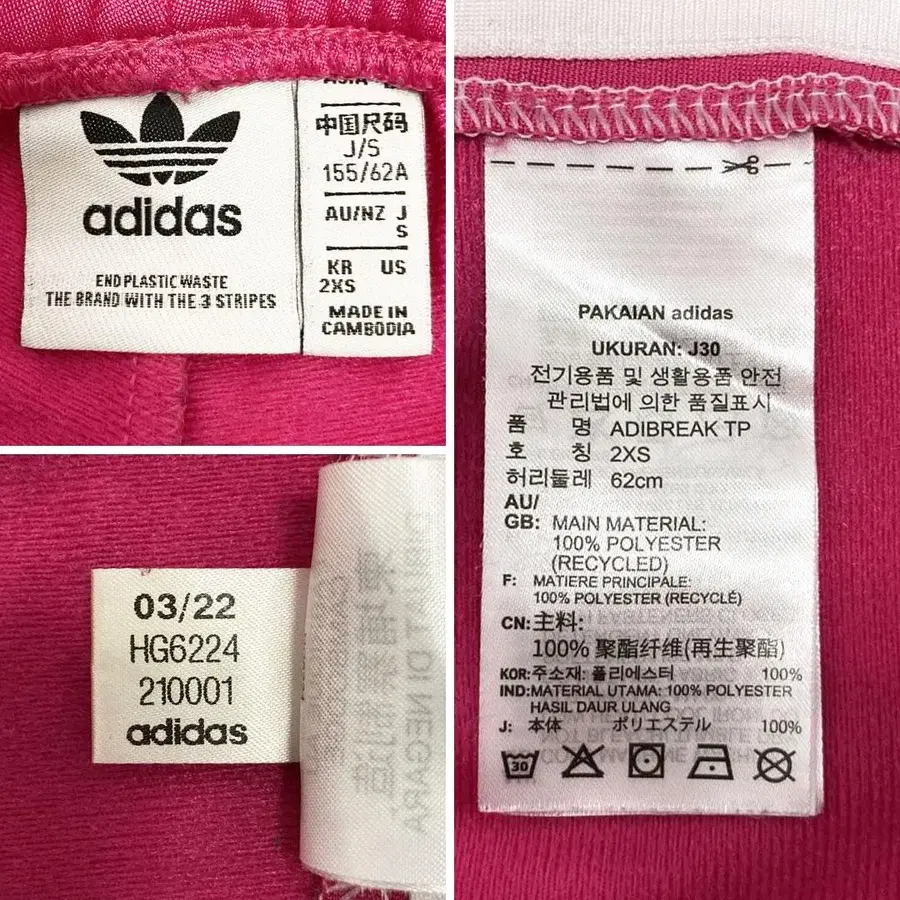 adidas
END PLASTIC WASTE
THE BRAND WITH THE 3 STRIPES
中国尺码
J/S
155/62A
AU/NZ J
S
KR US
2XS
MADE IN
CAMBODIA
03/22
HG6224
210001
adidas
PAKAIAN adidas
UKURAN: J30
전기용품 및 생활용품 안전
관리법에 의한 품질표시
품 명 ADIBREAK TP
호 칭 2XS
허리둘레 62cm
AU/
GB: MAIN MATERIAL:
100% POLYESTER
(RECYCLED)
F: MATIERE PRINCIPALE:
100% POLYESTER (RECYCLÉ)
CN:主料:
100% 聚酯纤维(再生聚酯)
KOR:주소재: 폴리에스터 100%
IND:MATERIAL UTAMA: 100% POLYESTER
HASIL DAUR ULANG
J: 本体 ポリエステル 100%
30